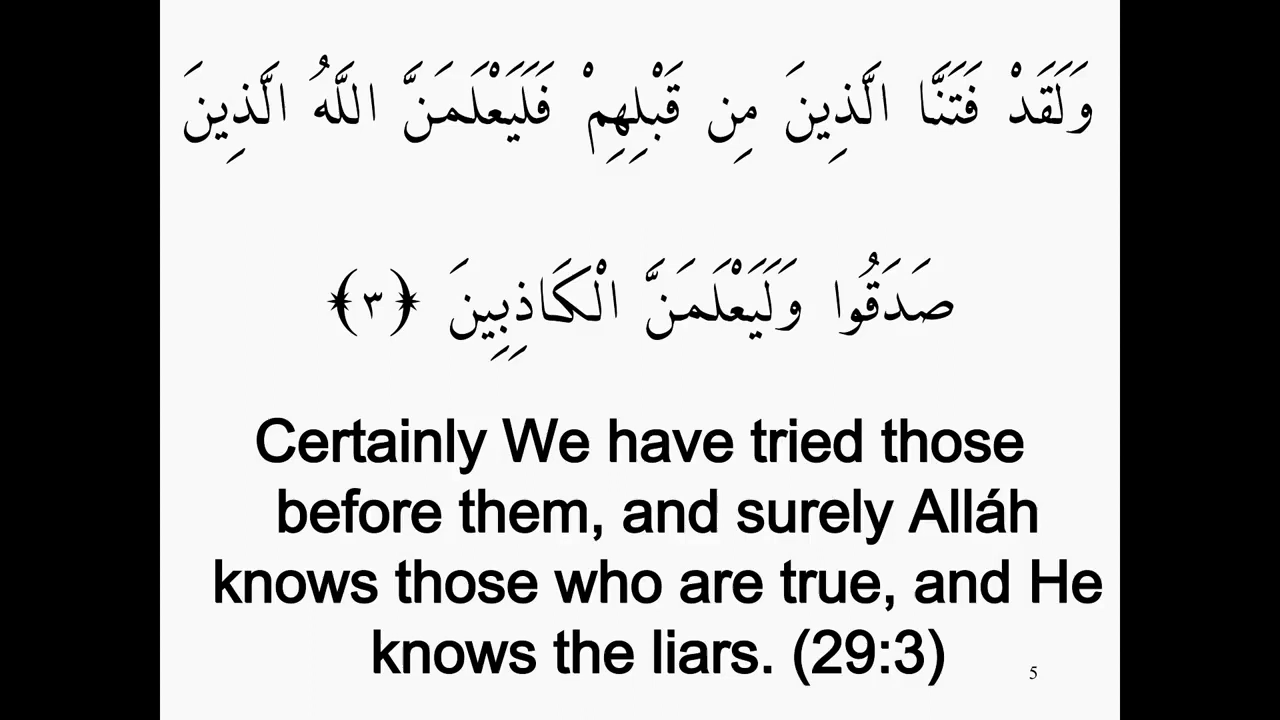 وَلَقَدْ فَتَنَّا الَّذِينَ مِن قَبْلِهِمْ فَلَيَعْلَمَنَّ اللَّهُ الَّذِينَ
صَدَقُوا وَلَيَعْلَمَنَّ الْكَاذِبِينَ ﴿٣﴾
Certainly We have tried those
before them, and surely Alláh
knows those who are true, and He
knows the liars. (29:3)
5